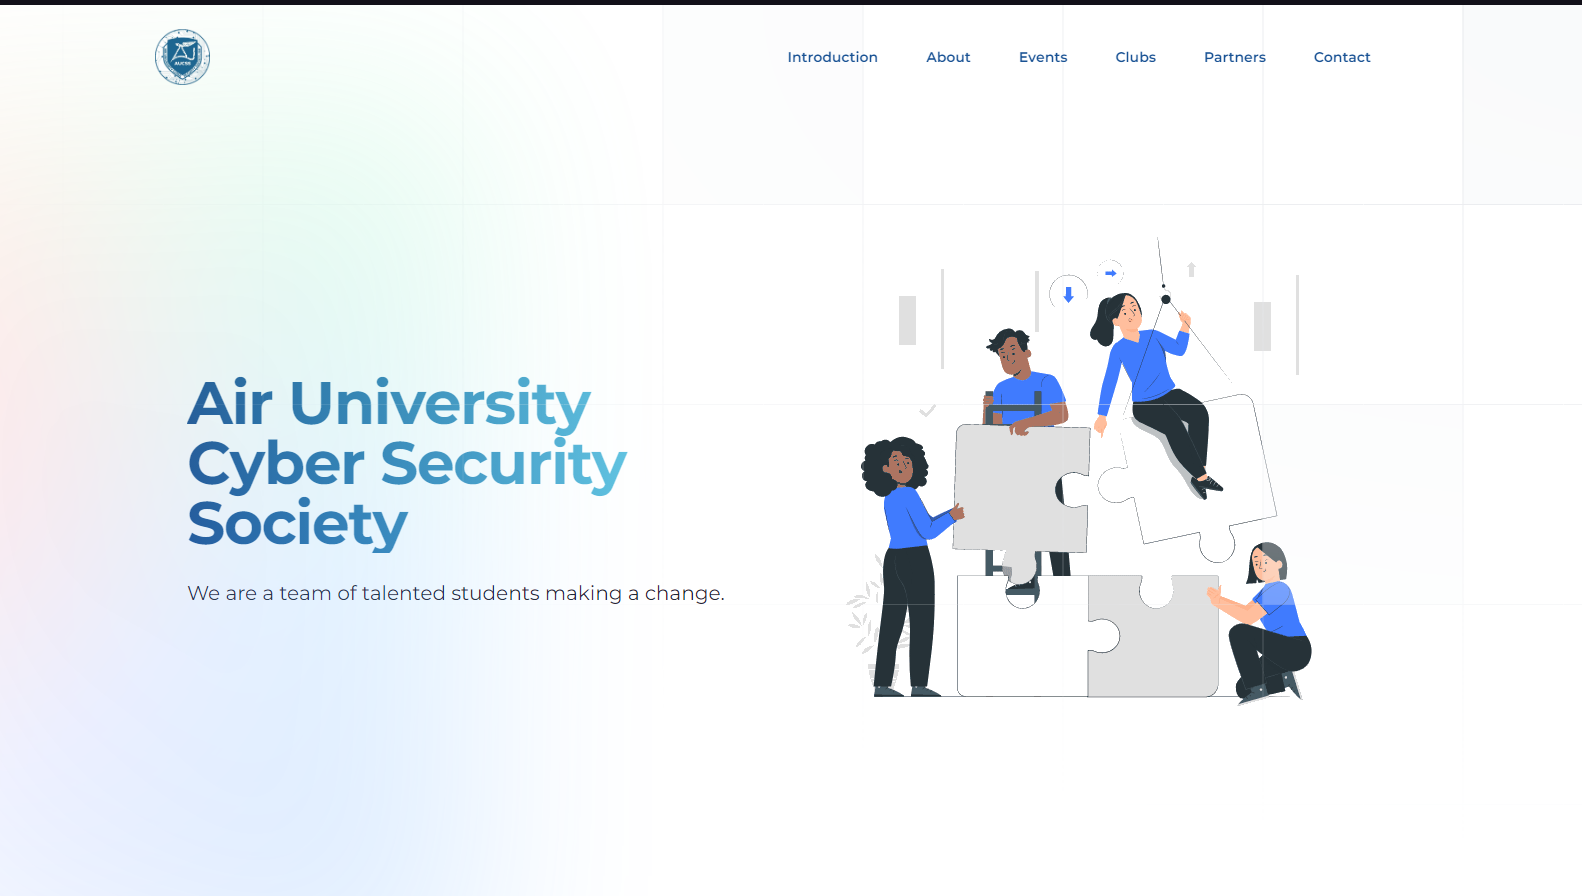 Introduction About Events Clubs Partners Contact
Air University
Cyber Security
Society
We are a team of talented students making a change.